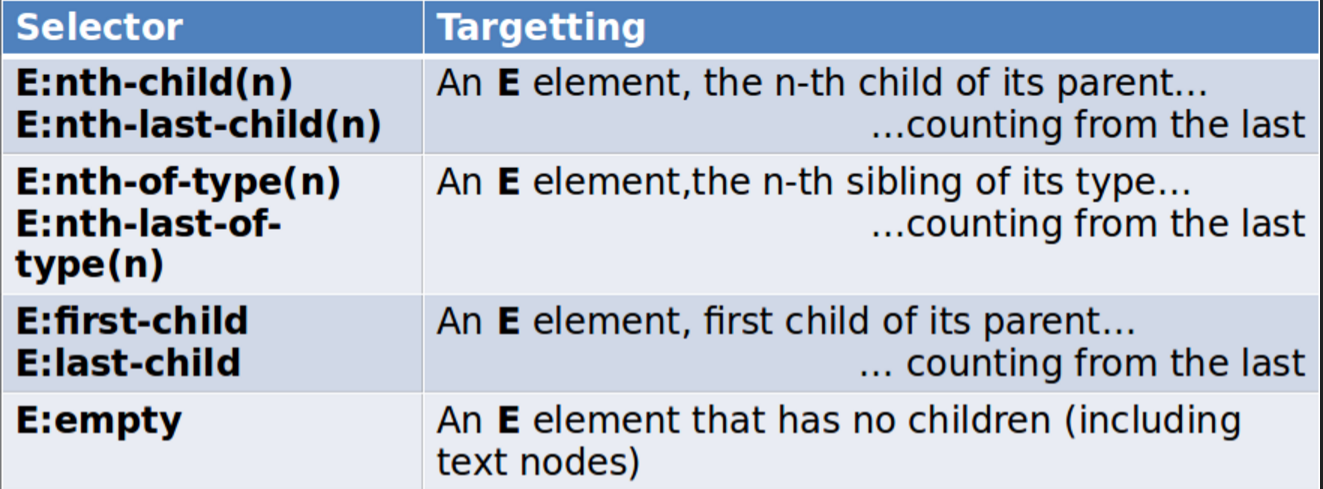 Selector
Targetting
E:nth-child(n)
E:nth-last-child(n)
An E element, the n-th child of its parent…
…counting from the last
E:nth-of-type(n)
E:nth-last-of-
type(n)
An E element,the n-th sibling of its type…
…counting from the last
E:first-child
E:last-child
An E element, first child of its parent…
… counting from the last
E:empty
An E element that has no children (including
text nodes)